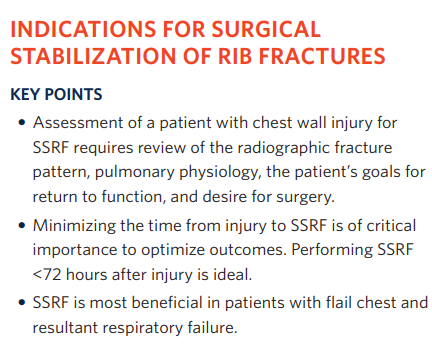 INDICATIONS FOR SURGICAL
STABILIZATION OF RIB FRACTURES
KEY POINTS
• Assessment of a patient with chest wall injury for
SSRF requires review of the radiographic fracture
pattern, pulmonary physiology, the patient's goals for
return to function, and desire for surgery.
• Minimizing the time from injury to SSRF is of critical
importance to optimize outcomes. Performing SSRF
<72 hours after injury is ideal.
• SSRF is most beneficial in patients with flail chest and
resultant respiratory failure.